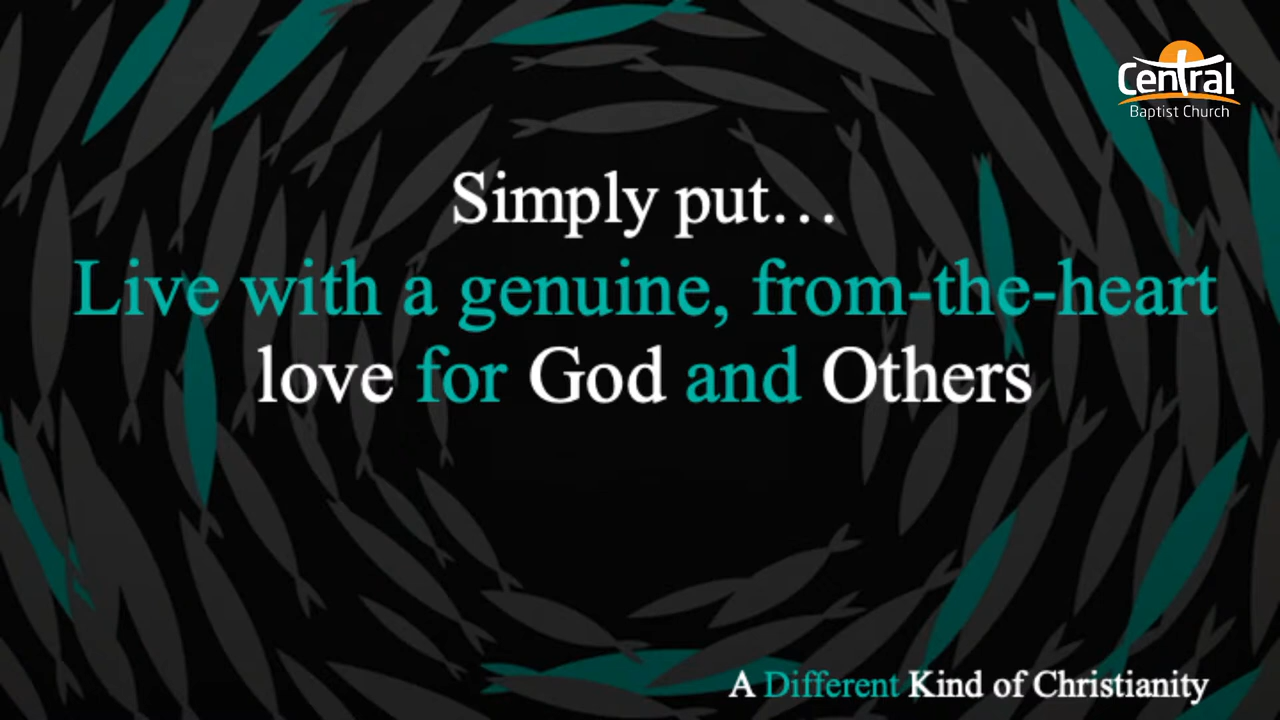 Central
Baptist Church
Simply put…
Live with a genuine, from-the-heart
love for God and Others
A Different Kind of Christianity